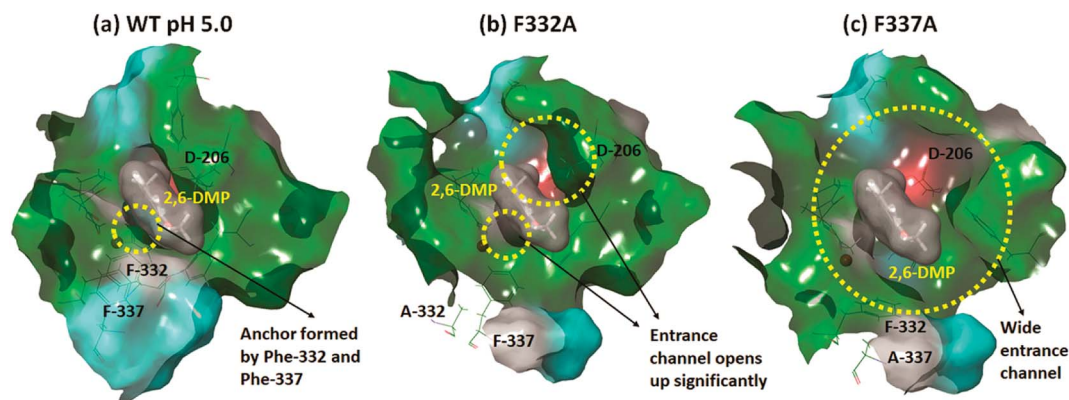 (a) WT pH 5.0
D-206
2,6-DMP
F-332
F-337
Anchor formed
by Phe-332 and
Phe-337
(b) F332A
D-206
2,6-DMP
A-332
F-337
Entrance
channel opens
up significantly
(c) F337A
D-206
2,6-DMP
F-332
A-337
Wide
entrance
channel